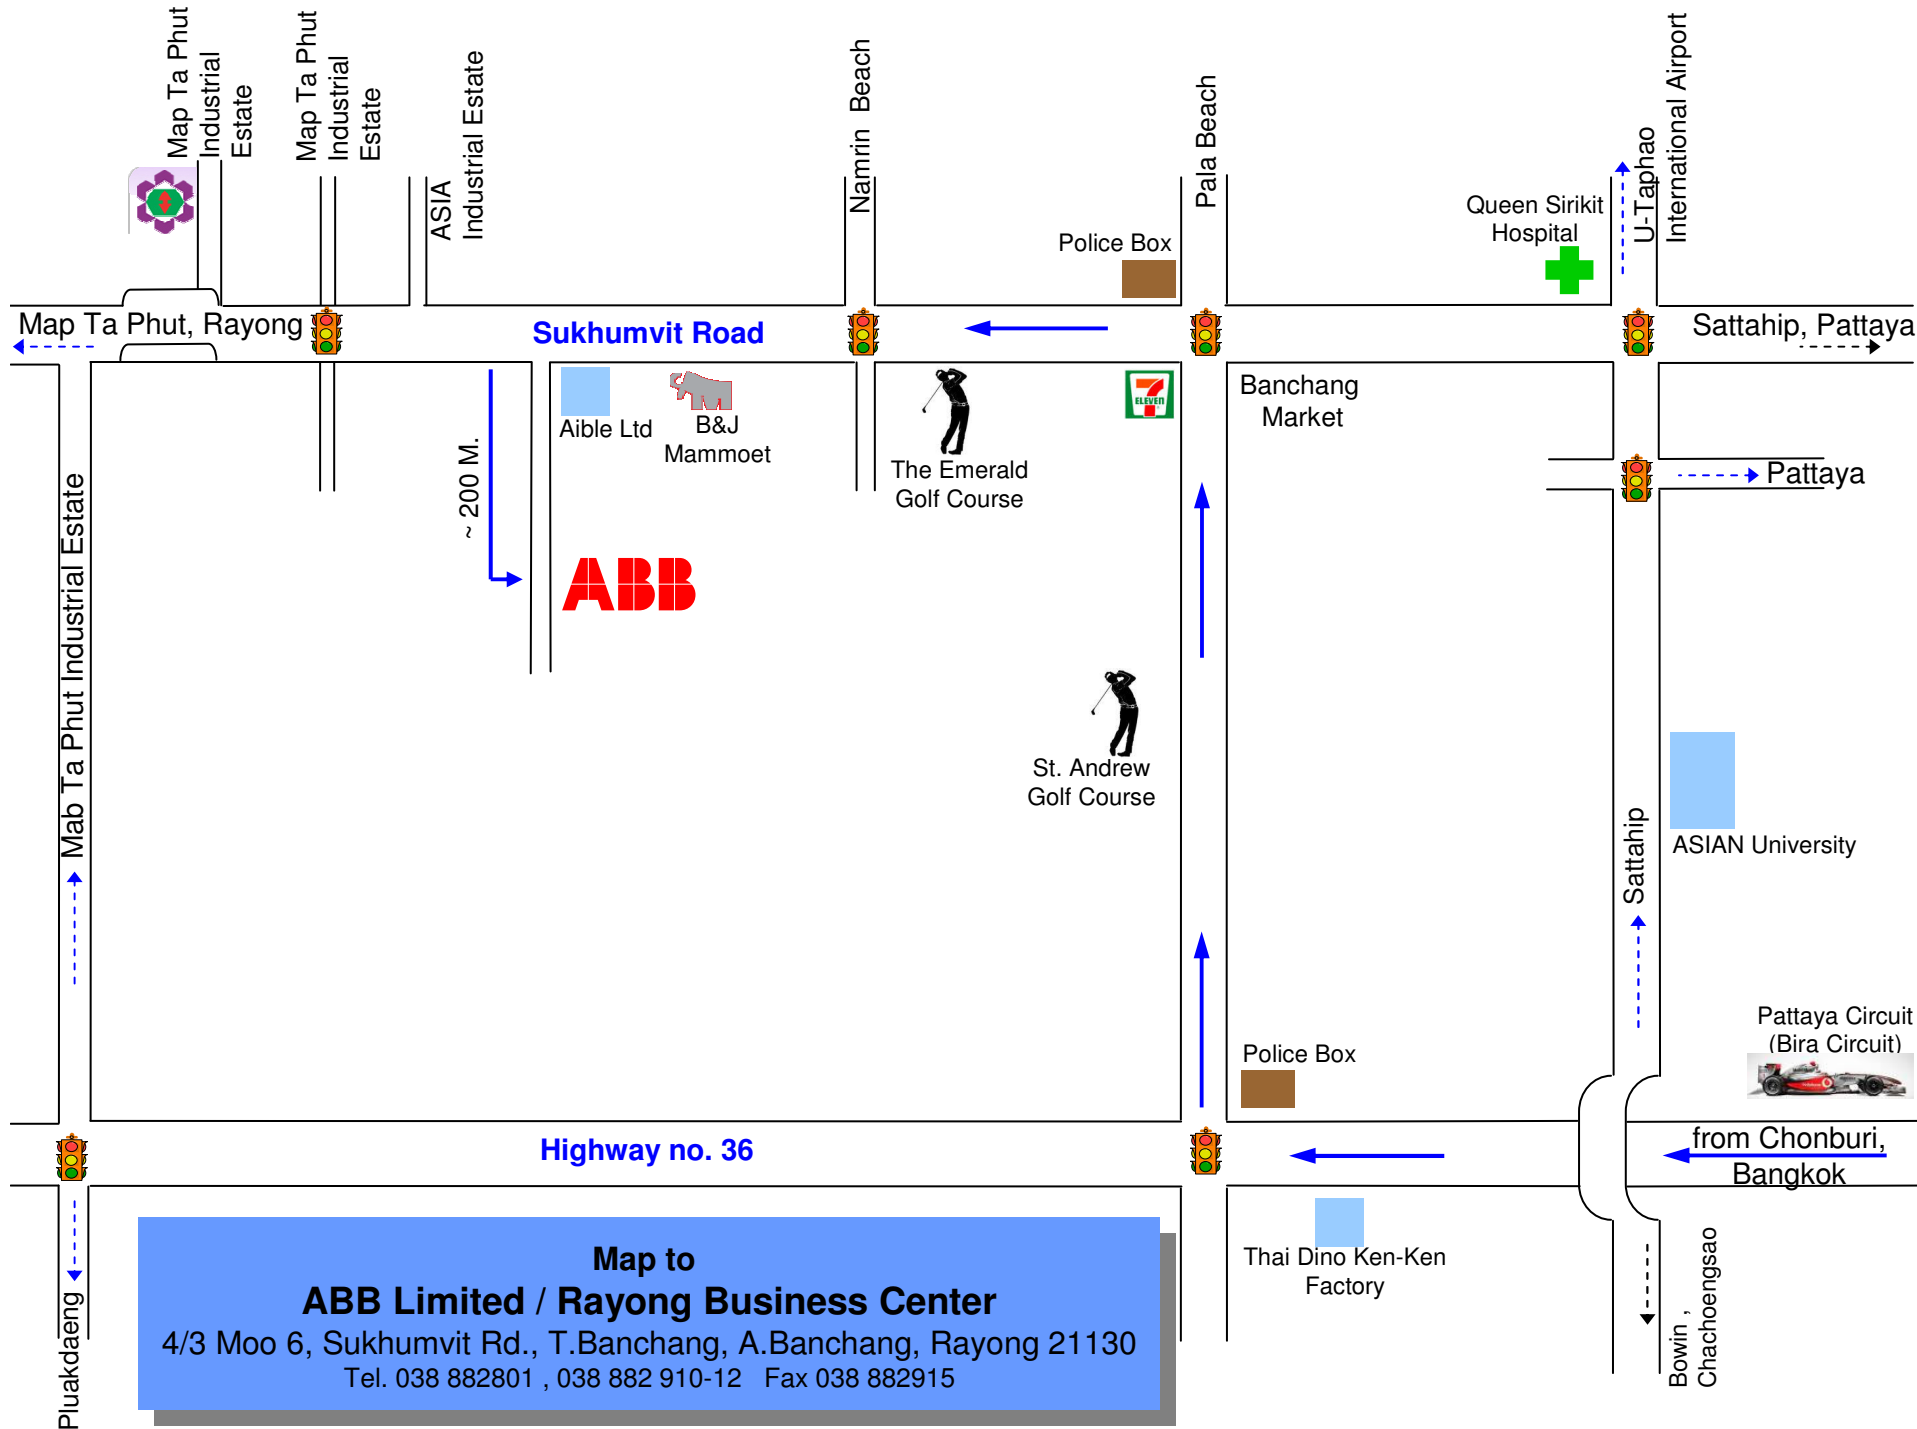 Map Ta Phut
Industrial
Estate
Map Ta Phut
Industrial
Estate
ASIA
Industrial Estate
Namrin Beach
Pala Beach
U-Taphao
International Airport
Queen Sirikit
Hospital
Police Box
Map Ta Phut, Rayong
Sukhumvit Road
Sattahip, Pattaya
Aible Ltd
B&J
Mammoet
The Emerald
Golf Course
7
ELEVEN
Banchang
Market
Pattaya
~ 200 M.
ABB
Mab Ta Phut Industrial Estate
St. Andrew
Golf Course
Sattahip
ASIAN University
Pattaya Circuit
(Bira Circuit)
Police Box
Highway no. 36
from Chonburi,
Bangkok
Thai Dino Ken-Ken
Factory
Bowin ,
Chachoengsao
Pluakdaeng
Map to
ABB Limited / Rayong Business Center
4/3 Moo 6, Sukhumvit Rd., T.Banchang, A.Banchang, Rayong 21130
Tel. 038 882801 , 038 882 910-12 Fax 038 882915